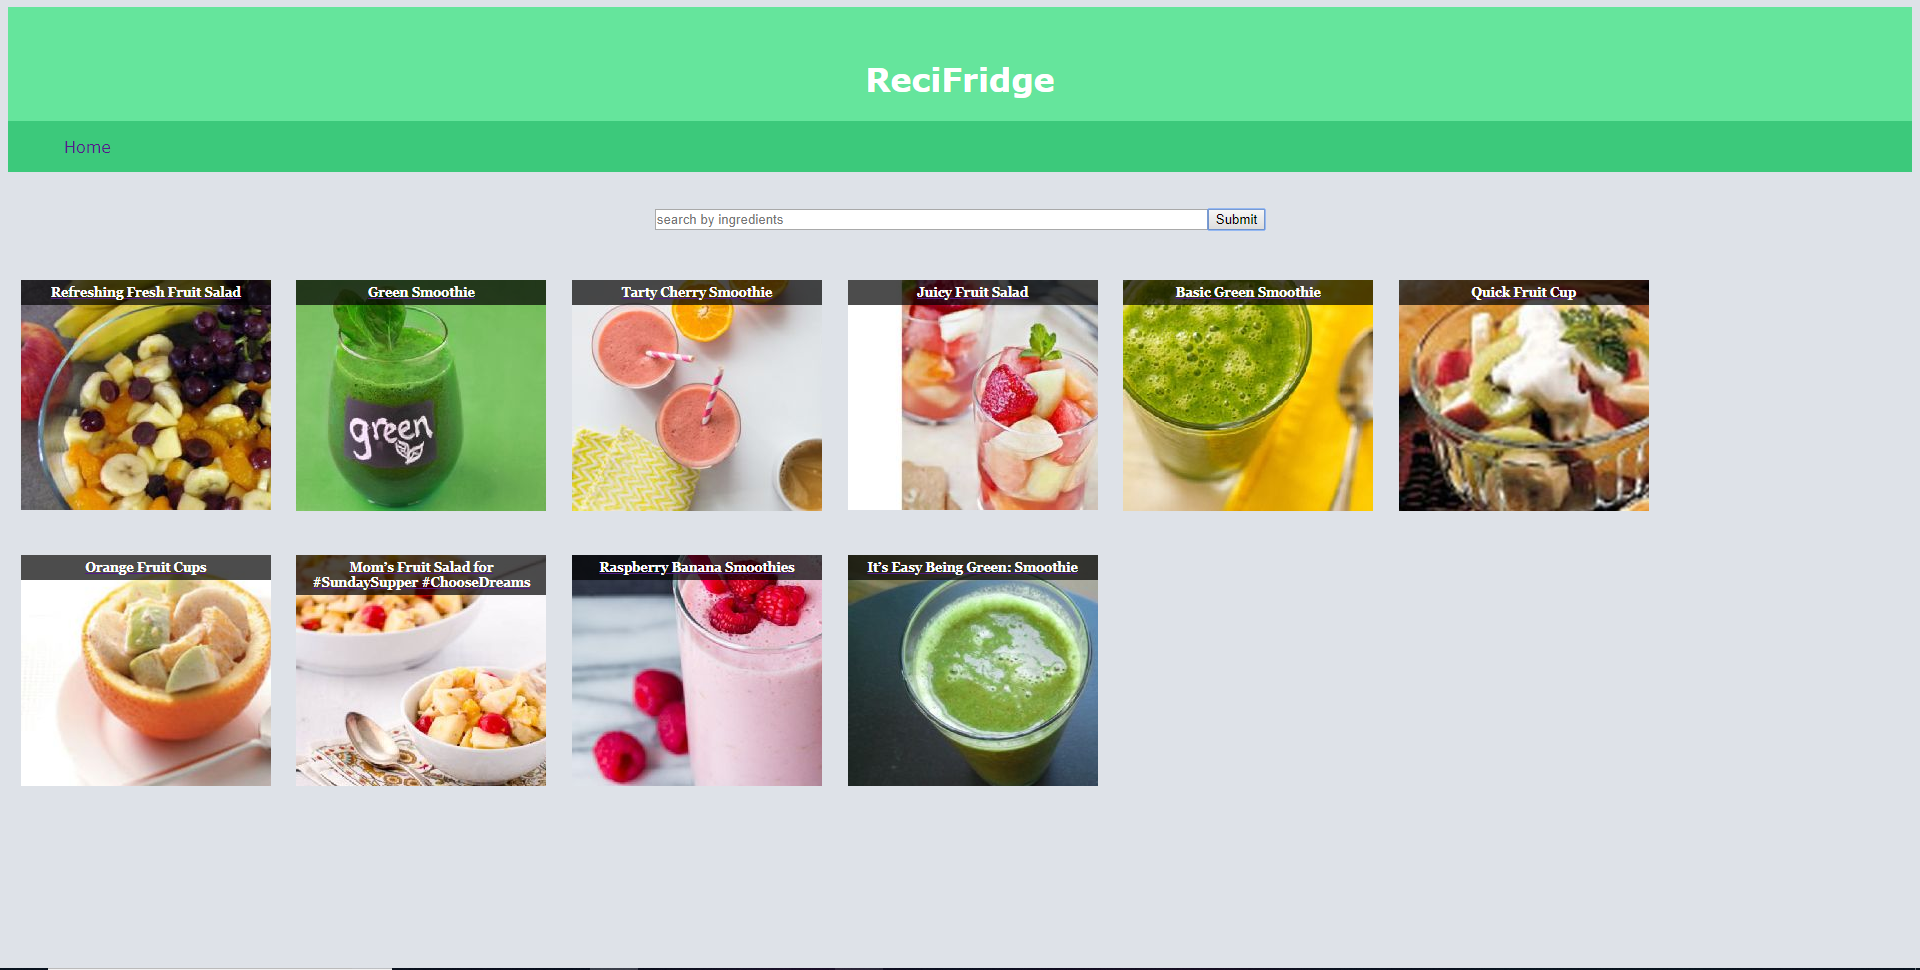 ReciFridge
Home
search by ingredients
Submit
Refreshing Fresh Fruit Salad
Green Smoothie
Tarty Cherry Smoothie
Juicy Fruit Salad
Basic Green Smoothie
Quick Fruit Cup
green
Orange Fruit Cups
Mom’s Fruit Salad for
#SundaySupper #ChooseDreams
Raspberry Banana Smoothies
It’s Easy Being Green: Smoothie